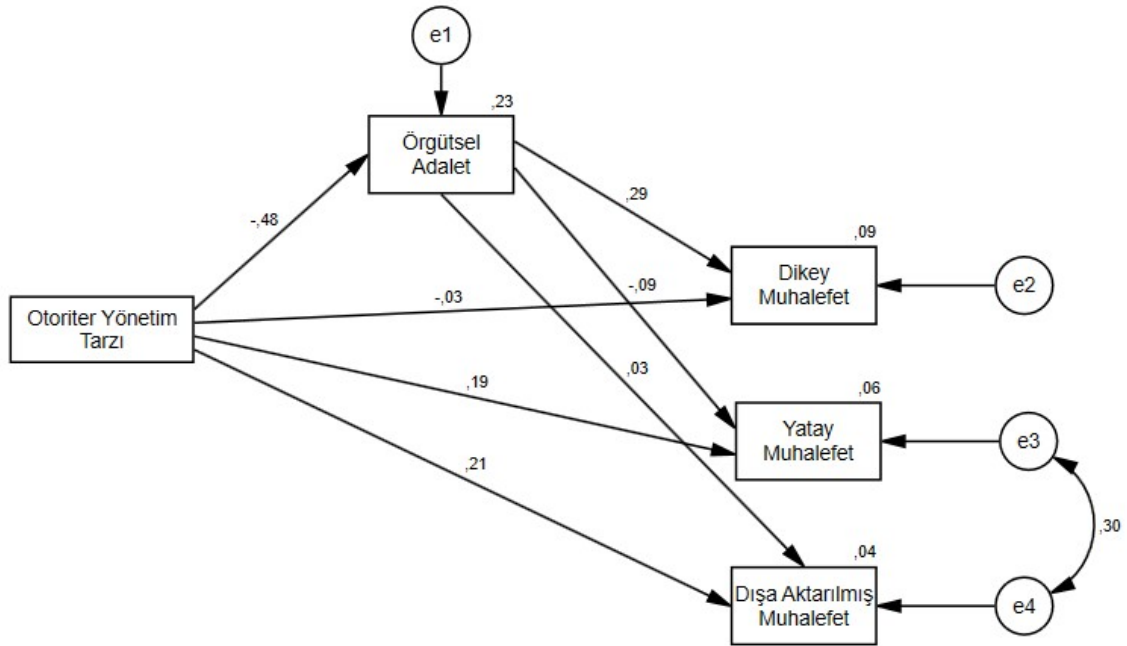 e1
,23
Örgütsel
Adalet
-,48
,29
,09
Dikey
Muhalefet
e2
-,03
-,09
Otoriter Yönetim
Tarzı
,19
,03
,06
Yatay
Muhalefet
e3
,21
,30
,04
Dışa Aktarılmış
Muhalefet
e4